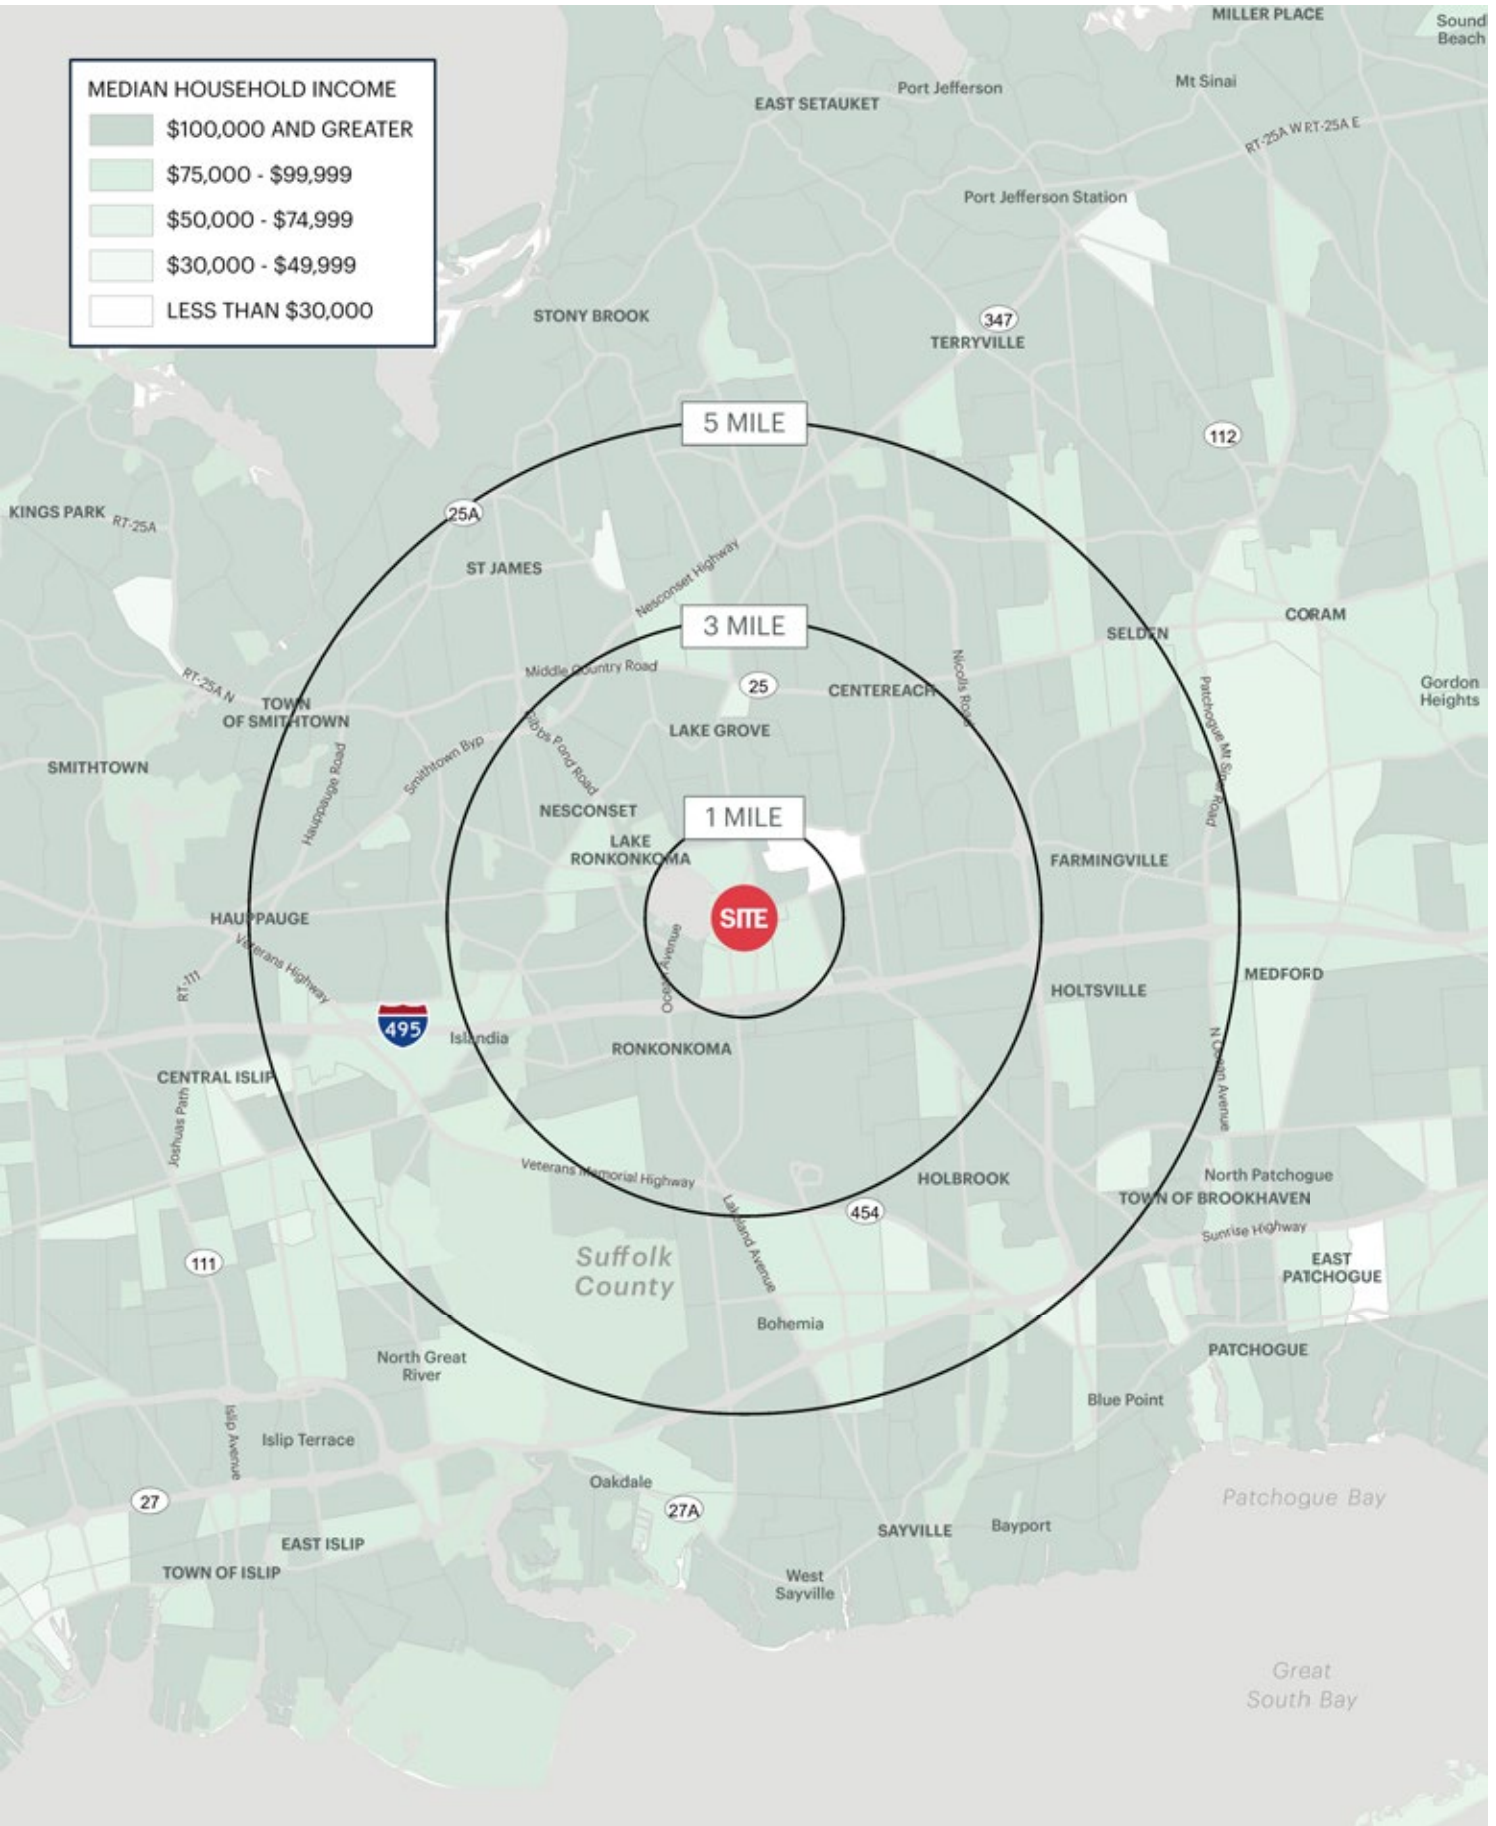 MILLER PLACE
Sound
Beach
MEDIAN HOUSEHOLD INCOME
$100,000 AND GREATER
$75,000 - $99,999
$50,000 - $74,999
$30,000 - $49,999
LESS THAN $30,000
Port Jefferson
Mt Sinai
EAST SETAUKET
RT-25A W
RT-25A E
Port Jefferson Station
STONY BROOK
347
TERRYVILLE
5 MILE
112
KINGS PARK
RT-25A
25A
ST JAMES
Nesconset Highway
CORAM
3 MILE
SELDEN
Middle Country Road
Nicolls Road
RT-25A N
25
CENTEREACH
Patchogue Mt Sinai Road
Gordon
Heights
TOWN
OF SMITHTOWN
Gibbs Pond Road
LAKE GROVE
Smithtown Byp
Hauppauge Road
SMITHTOWN
NESCONSET
1 MILE
LAKE
RONKONKOMA
FARMINGVILLE
HAUPPAUGE
SITE
Ocean Avenue
Veterans Highway
RT-111
MEDFORD
HOLTSVILLE
495
Islandia
RONKONKOMA
N Ocean Avenue
CENTRAL ISLIP
Joshuas Path
Veterans Memorial Highway
HOLBROOK
North Patchogue
TOWN OF BROOKHAVEN
454
Lakeland Avenue
Sunrise Highway
111
Suffolk
County
EAST
PATCHOGUE
Bohemia
PATCHOGUE
North Great
River
Blue Point
Islip Avenue
Islip Terrace
Oakdale
27
27A
Patchogue Bay
SAYVILLE
Bayport
EAST ISLIP
TOWN OF ISLIP
West
Sayville
Great
South Bay